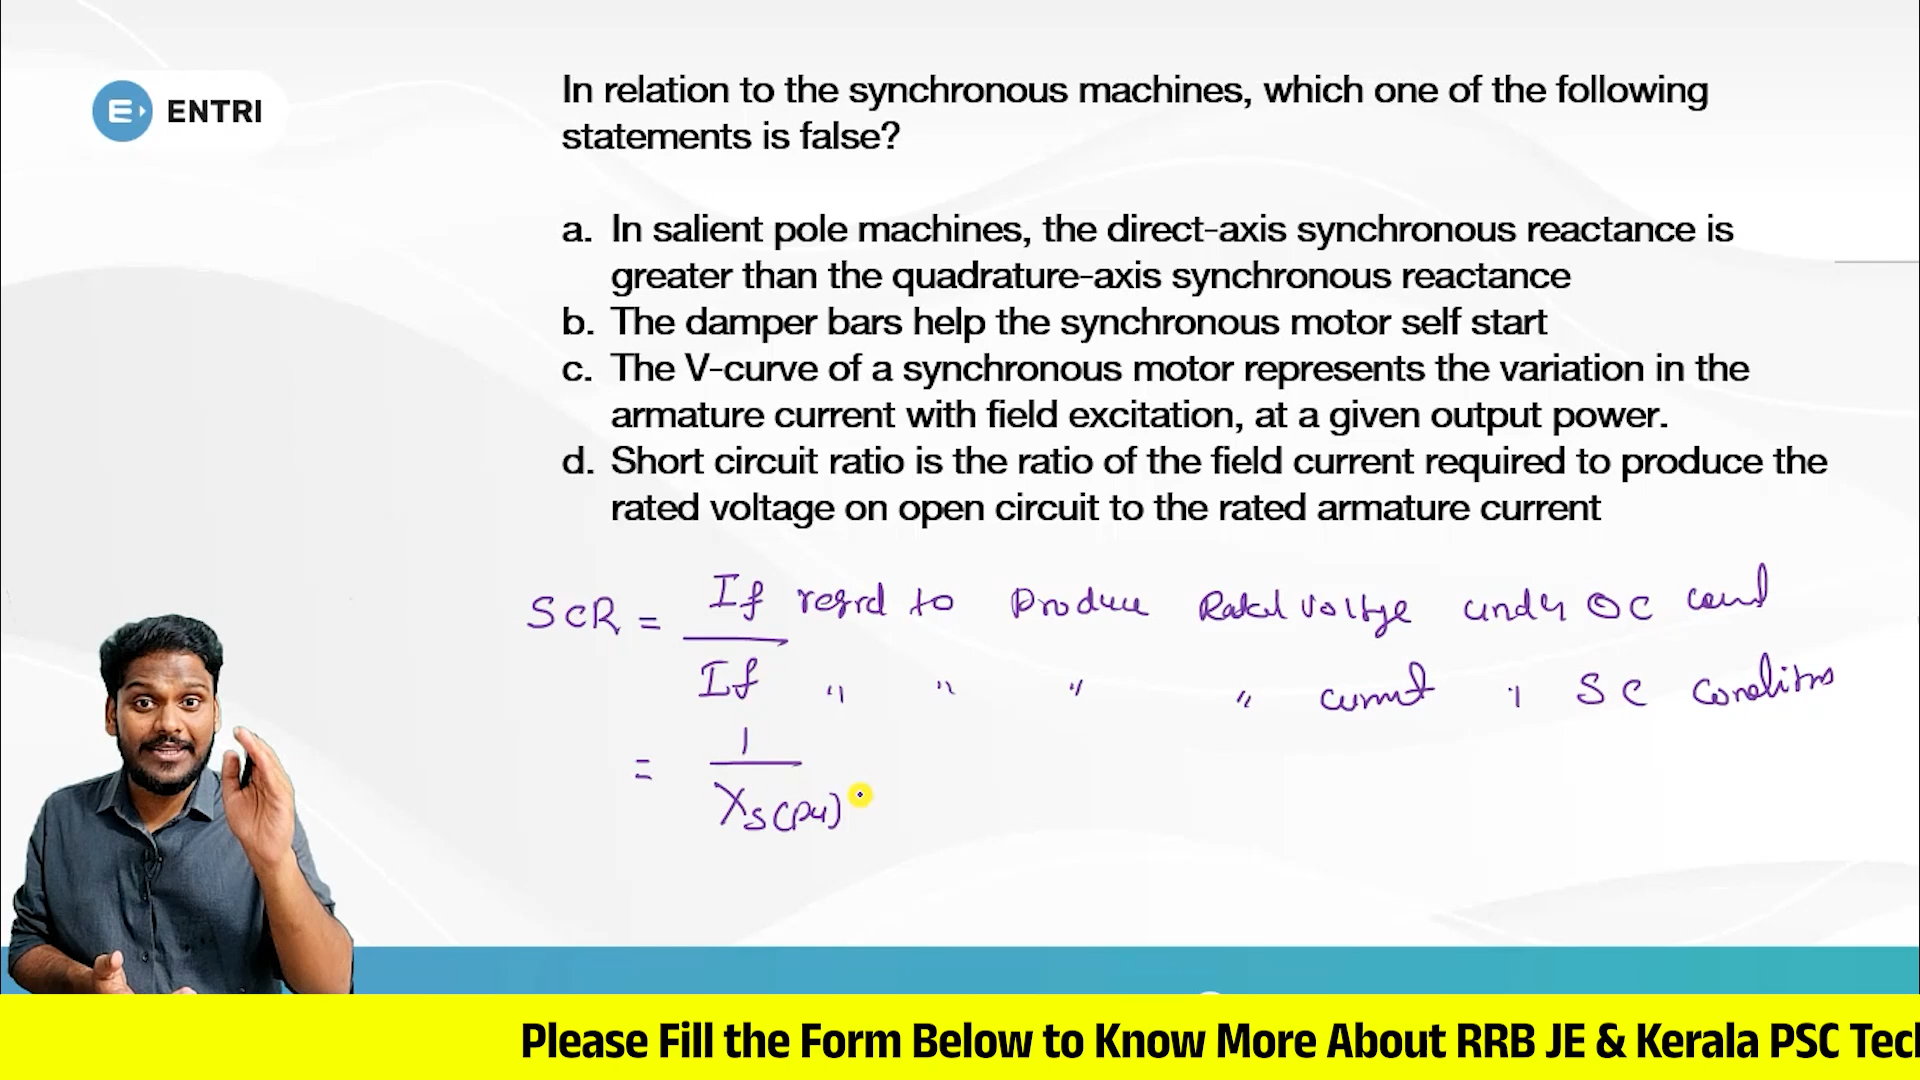 ENTRI
In relation to the synchronous machines, which one of the following
statements is false?
a. In salient pole machines, the direct-axis synchronous reactance is
greater than the quadrature-axis synchronous reactance
b. The damper bars help the synchronous motor self start
c. The V-curve of a synchronous motor represents the variation in the
armature current with field excitation, at a given output power.
d. Short circuit ratio is the ratio of the field current required to produce the
rated voltage on open circuit to the rated armature current
SCR = If to Produce Rated Voltage under OC
If " " " " current " SC Conditions
= 1
Xs(pu)
Please Fill the Form Below to Know More About RRB JE & Kerala PSC Tec